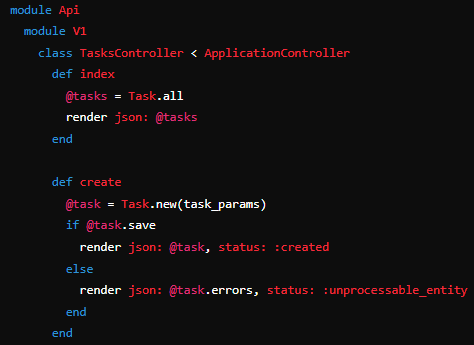 module Api
  module V1
    class TasksController < ApplicationController
      def index
        @tasks = Task.all
        render json: @tasks
      end

      def create
        @task = Task.new(task_params)
        if @task.save
          render json: @task, status: :created
        else
          render json: @task.errors, status: :unprocessable_entity
        end
      end